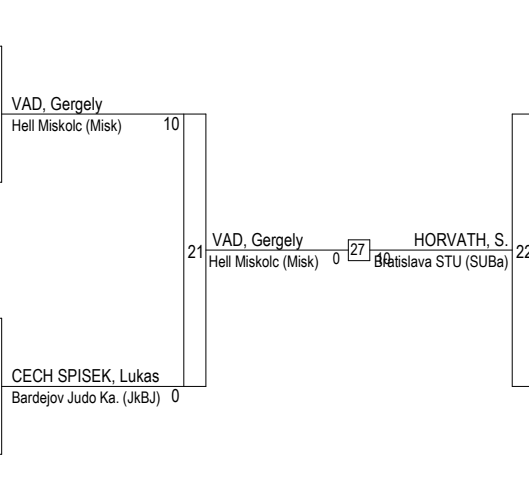 VAD, Gergely
Hell Miskolc (Misk) 10
21
VAD, Gergely
Hell Miskolc (Misk) 0
27
HORVATH, S.
10
Bratislava STU (SUBa)
22
CECH SPISEK, Lukas
Bardejov Judo Ka. (JkBJ) 0